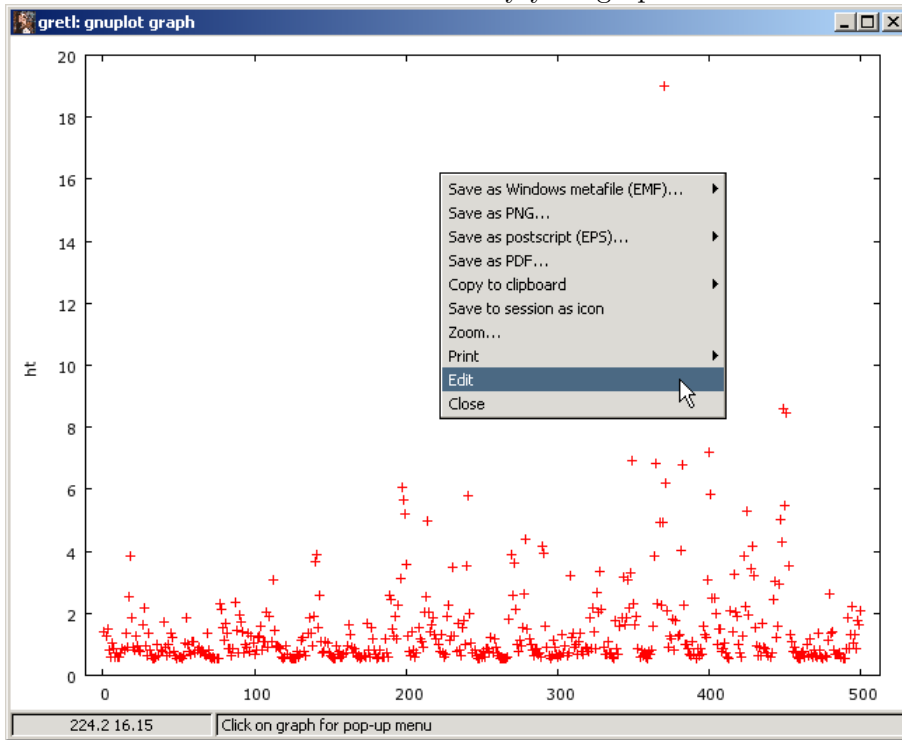 gretl: gnuplot graph
20
18
16
14
12
10
8
6
4
2
0
ht
0 100 200 300 400 500
Save as Windows metafile (EMF)...
Save as PNG...
Save as postscript (EPS)...
Save as PDF...
Copy to clipboard
Save to session as icon
Zoom...
Print
Edit
Close
224.2 16.15 Click on graph for pop-up menu